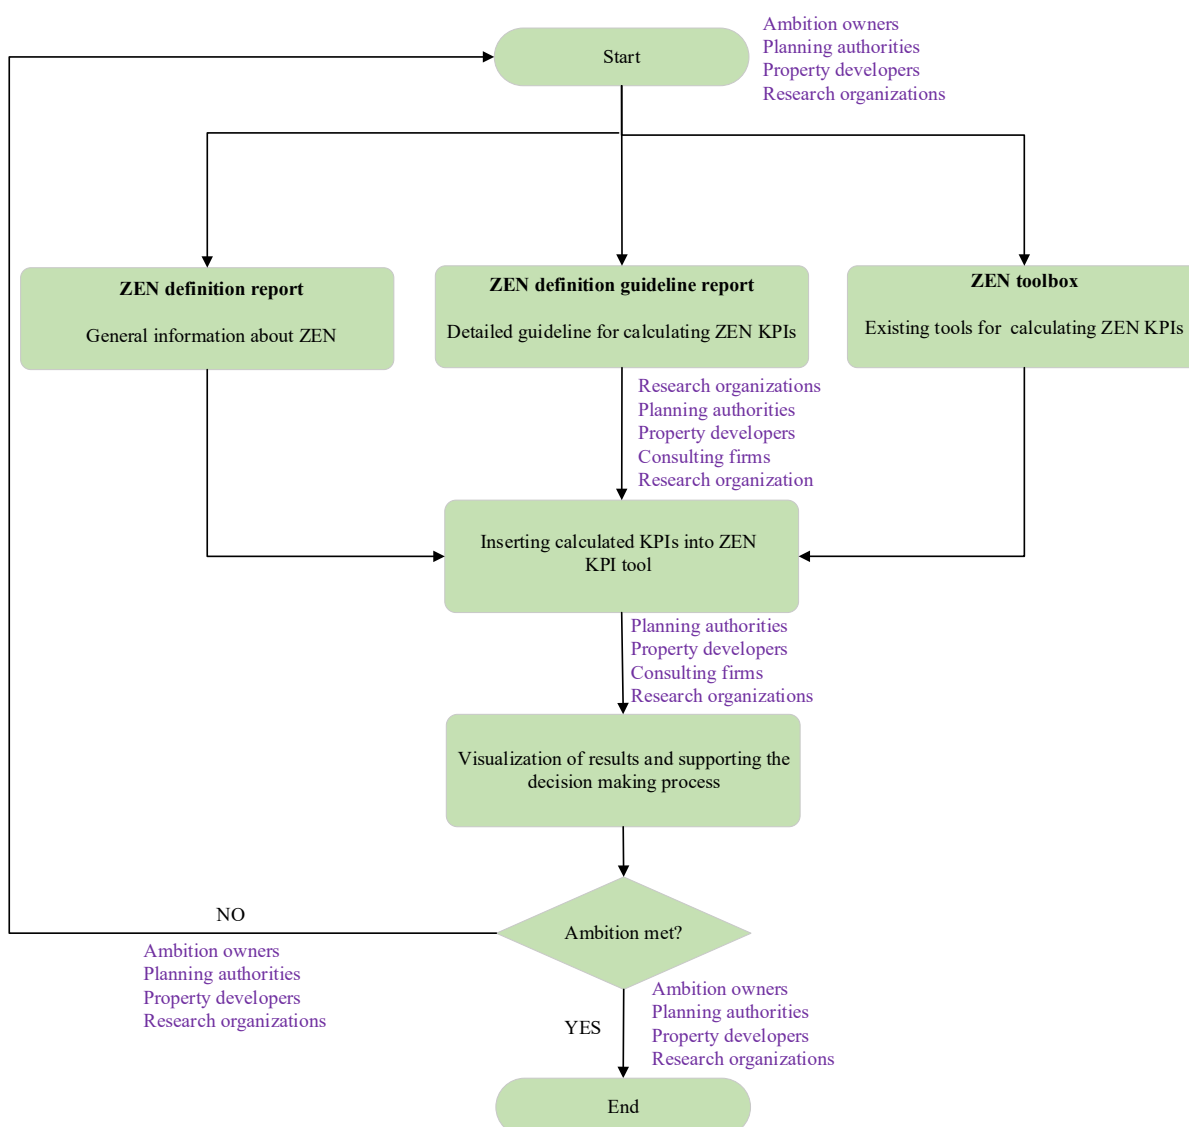 Start
Ambition owners
Planning authorities
Property developers
Research organizations
ZEN definition report
General information about ZEN
ZEN definition guideline report
Detailed guideline for calculating ZEN KPIs
ZEN toolbox
Existing tools for calculating ZEN KPIs
Research organizations
Planning authorities
Property developers
Consulting firms
Research organization
Inserting calculated KPIs into ZEN
KPI tool
Planning authorities
Property developers
Consulting firms
Research organizations
Visualization of results and supporting the
decision making process
Ambition met?
NO
Ambition owners
Planning authorities
Property developers
Research organizations
YES
Ambition owners
Planning authorities
Property developers
Research organizations
End